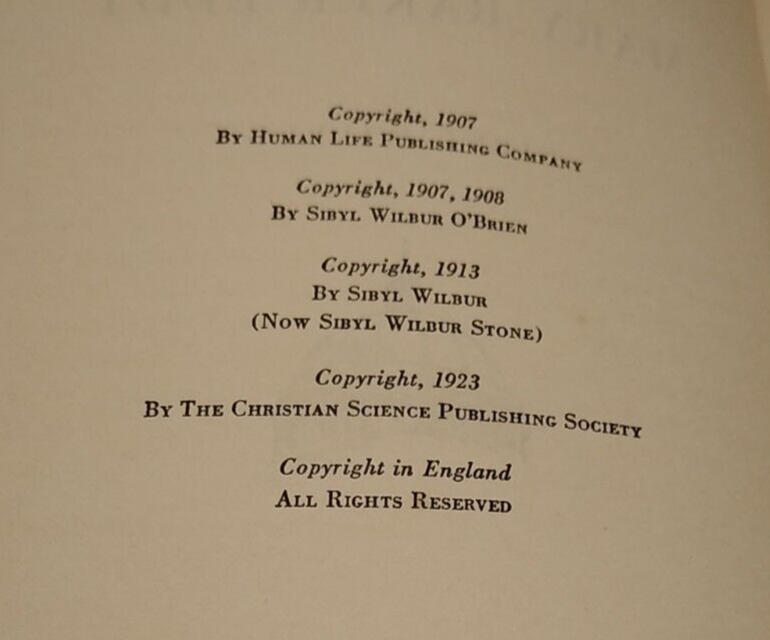 Copyright, 1907
By Human Life Publishing Company
Copyright, 1907, 1908
By Sibyl Wilbur O'Brien
Copyright, 1913
By Sibyl Wilbur
(Now Sibyl Wilbur Stone)
Copyright, 1923
By The Christian Science Publishing Society
Copyright in England
All Rights Reserved